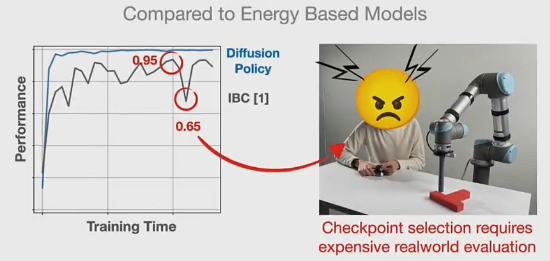 Compared to Energy Based Models
Performance
0.95
0.65
Diffusion
Policy
IBC [1]
Training Time
Checkpoint selection requires
expensive realworld evaluation